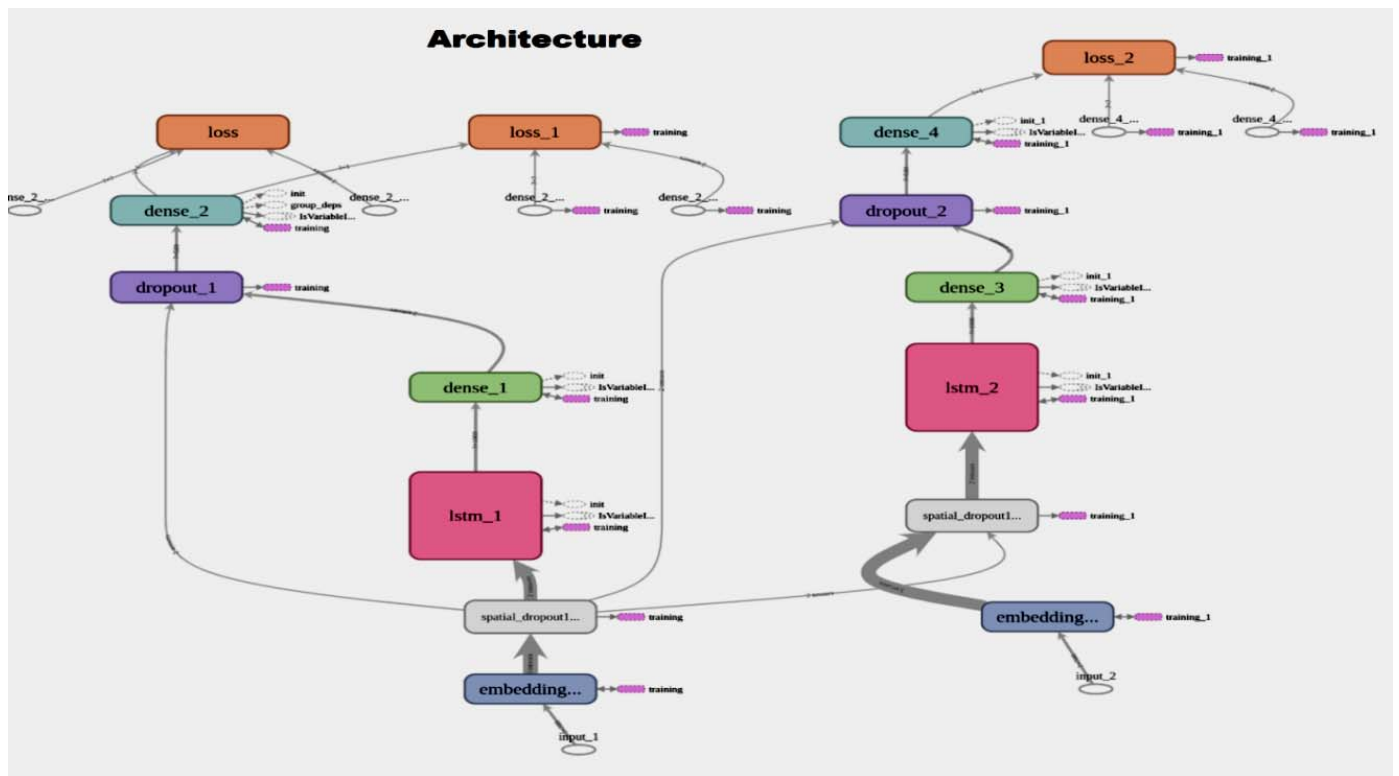 Architecture
loss_2
training_1
loss
loss_1
training
dense_4
init_1
IsVariableI...
training_1
dense_4_...
training_1
dense_4_...
training_1
nse_2_...
dense_2
init
group_deps
IsVariableI...
training
dense_2_...
dense_2_...
training
dense_2_...
training
dropout_2
training_1
dropout_1
training
dense_3
init_1
IsVariableI...
training_1
dense_1
init
IsVariableI...
training
lstm_2
init_1
IsVariableI...
training_1
lstm_1
init
IsVariableI...
training
spatial_dropout1...
training_1
spatial_dropout1...
training
embedding...
training_1
embedding...
training
input_2
input_1